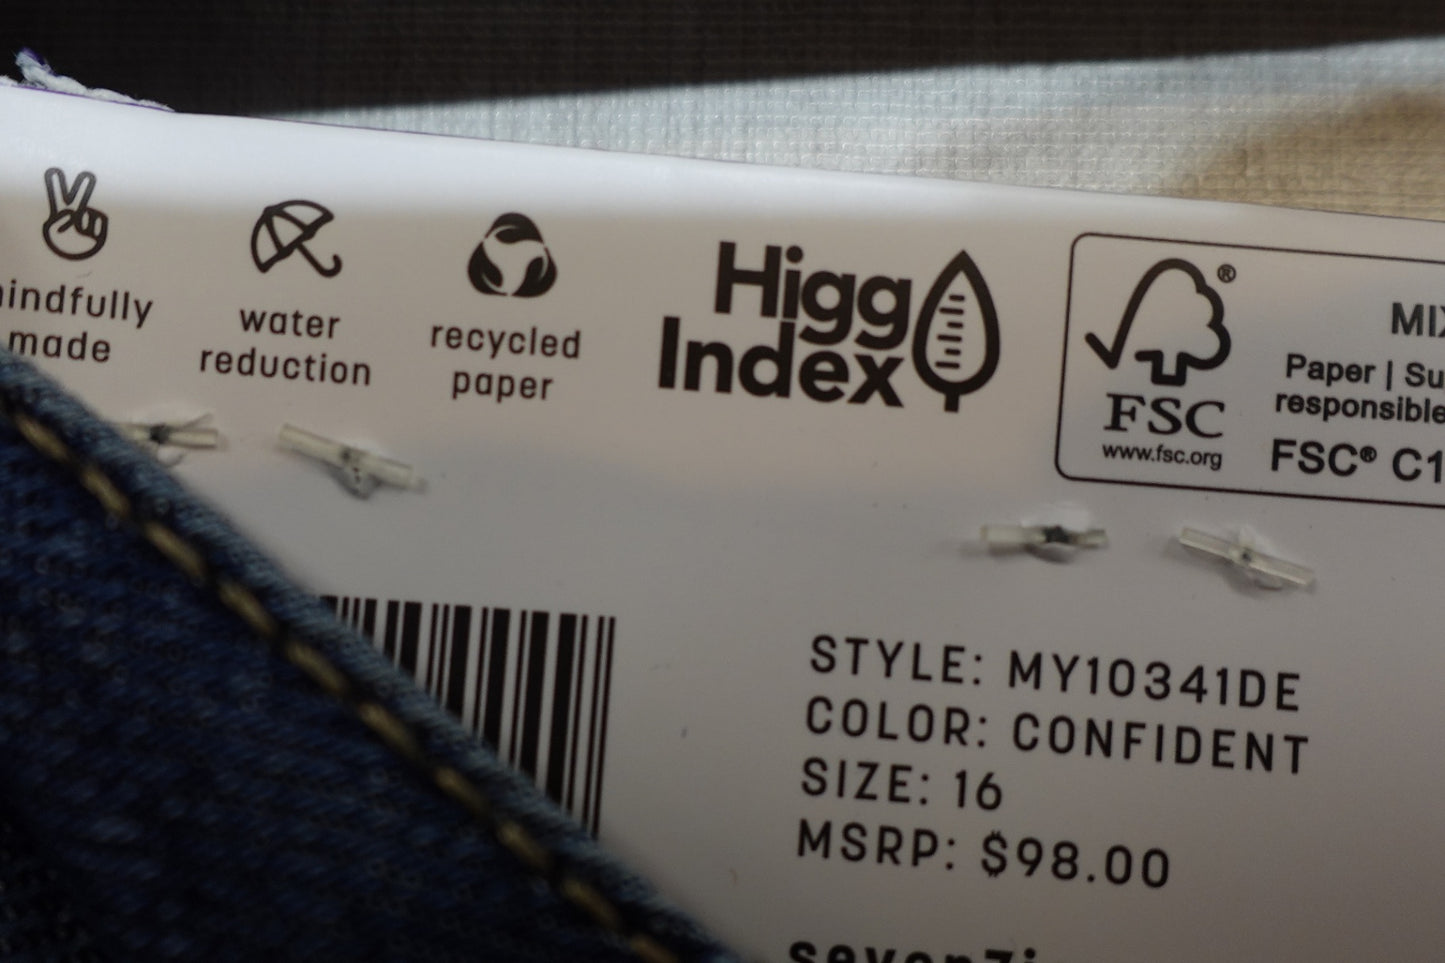 mindfully
made
water
reduction
recycled
paper
Higg
Index
®
FSC
www.fsc.org
MIX
Paper | Su
responsible
FSC® C1
STYLE: MY10341DE
COLOR: CONFIDENT
SIZE: 16
MSRP: $98.00